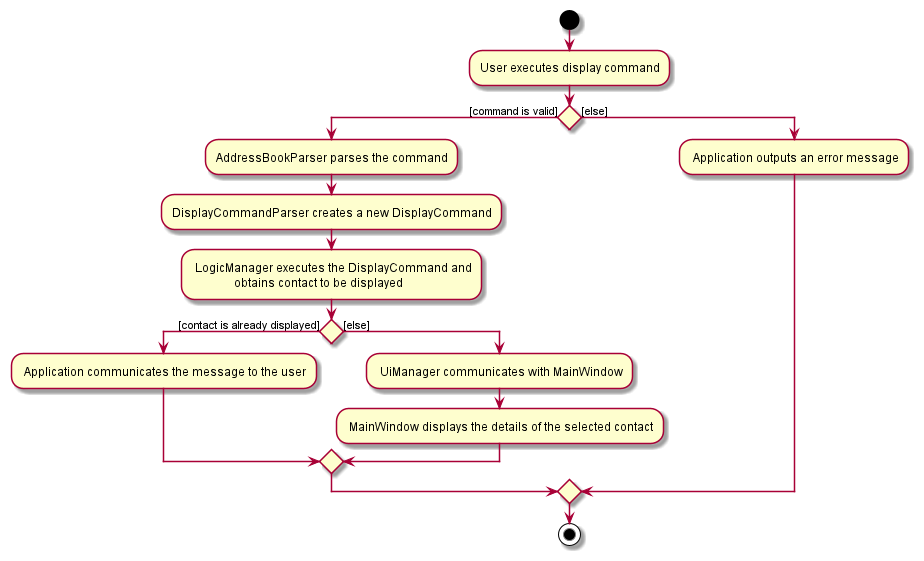 User executes display command
[command is valid]
[else]
AddressBookParser parses the command
Application outputs an error message
DisplayCommandParser creates a new DisplayCommand
LogicManager executes the DisplayCommand and
obtains contact to be displayed
[contact is already displayed]
[else]
Application communicates the message to the user
UiManager communicates with MainWindow
MainWindow displays the details of the selected contact